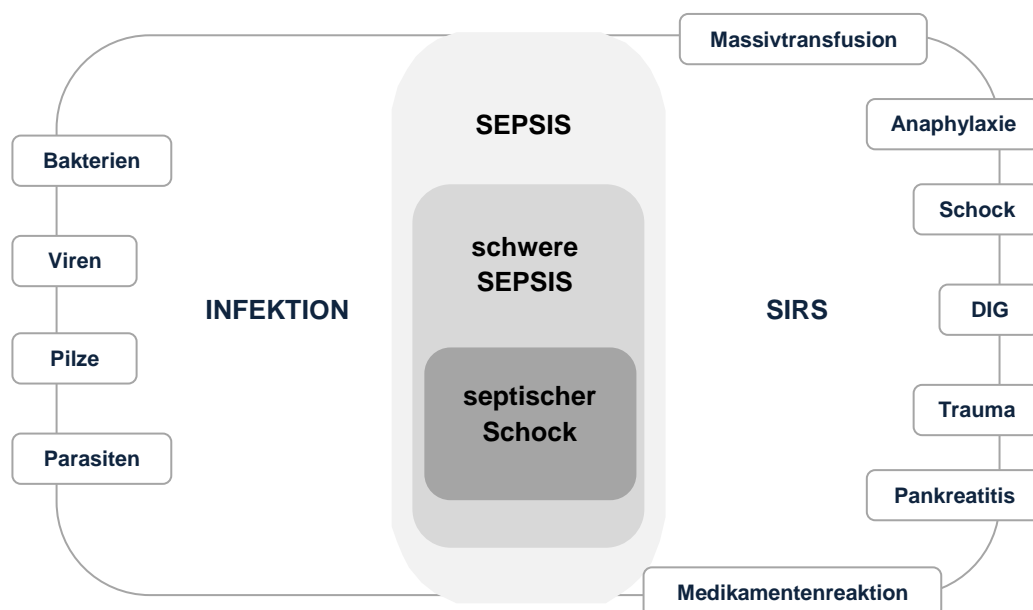 Massivtransfusion
SEPSIS
Anaphylaxie
Bakterien
Schock
schwere
SEPSIS
Viren
INFEKTION
SIRS
DIG
Pilze
septischer
Schock
Trauma
Parasiten
Pankreatitis
Medikamentenreaktion